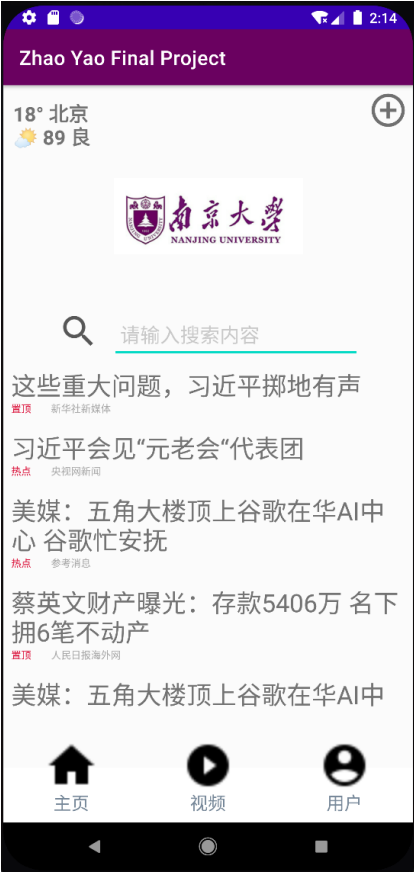 2:14
Zhao Yao Final Project
18° 北京
89 良
南京大学
NANJING UNIVERSITY
请输入搜索内容
这些重大问题，习近平掷地有声
置顶 新华社新媒体
习近平会见“元老会“代表团
热点 央视网新闻
美媒：五角大楼顶上谷歌在华AI中
心 谷歌忙安抚
热点 参考消息
蔡英文财产曝光：存款5406万 名下
拥6笔不动产
置顶 人民日报海外网
美媒：五角大楼顶上谷歌在华AI中
主页 视频 用户